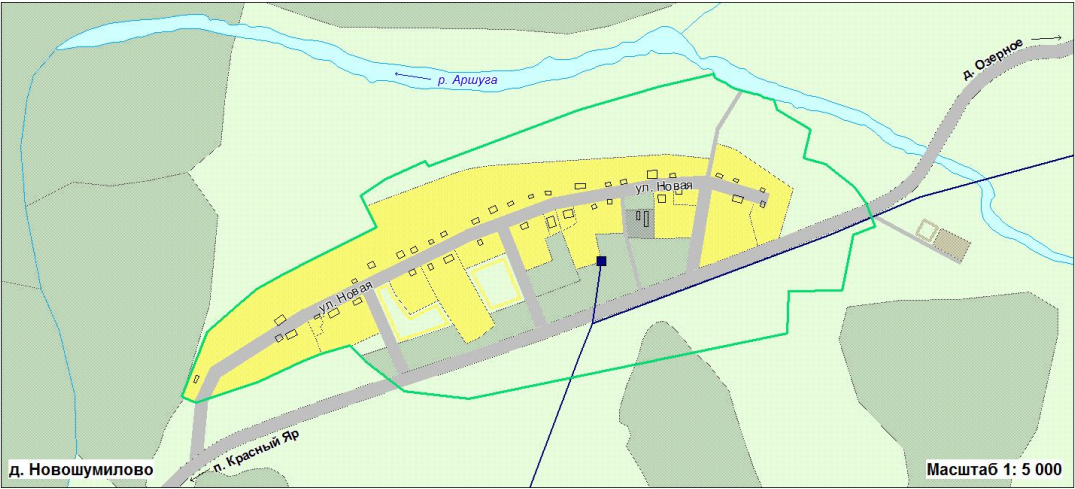 д. Озерное
р. Аршуга
ул. Новая
ул. Новая
п. Красный Яр
д. Новошумилово
Масштаб 1: 5 000